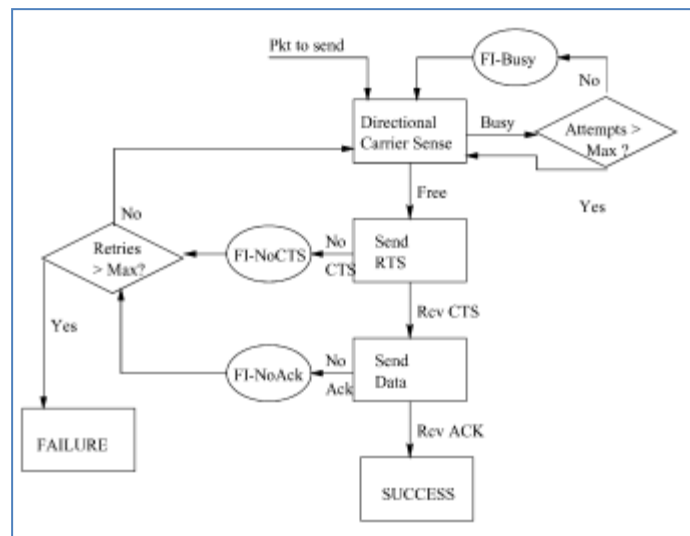 Pkt to send
FI-Busy
No
Directional
Carrier Sense
Busy
Attempts >
Max ?
Yes
Free
No
Retries
> Max?
FI-NoCTS
No
CTS
Send
RTS
Yes
Rcv CTS
FI-NoAck
No
Ack
Send
Data
FAILURE
Rcv ACK
SUCCESS